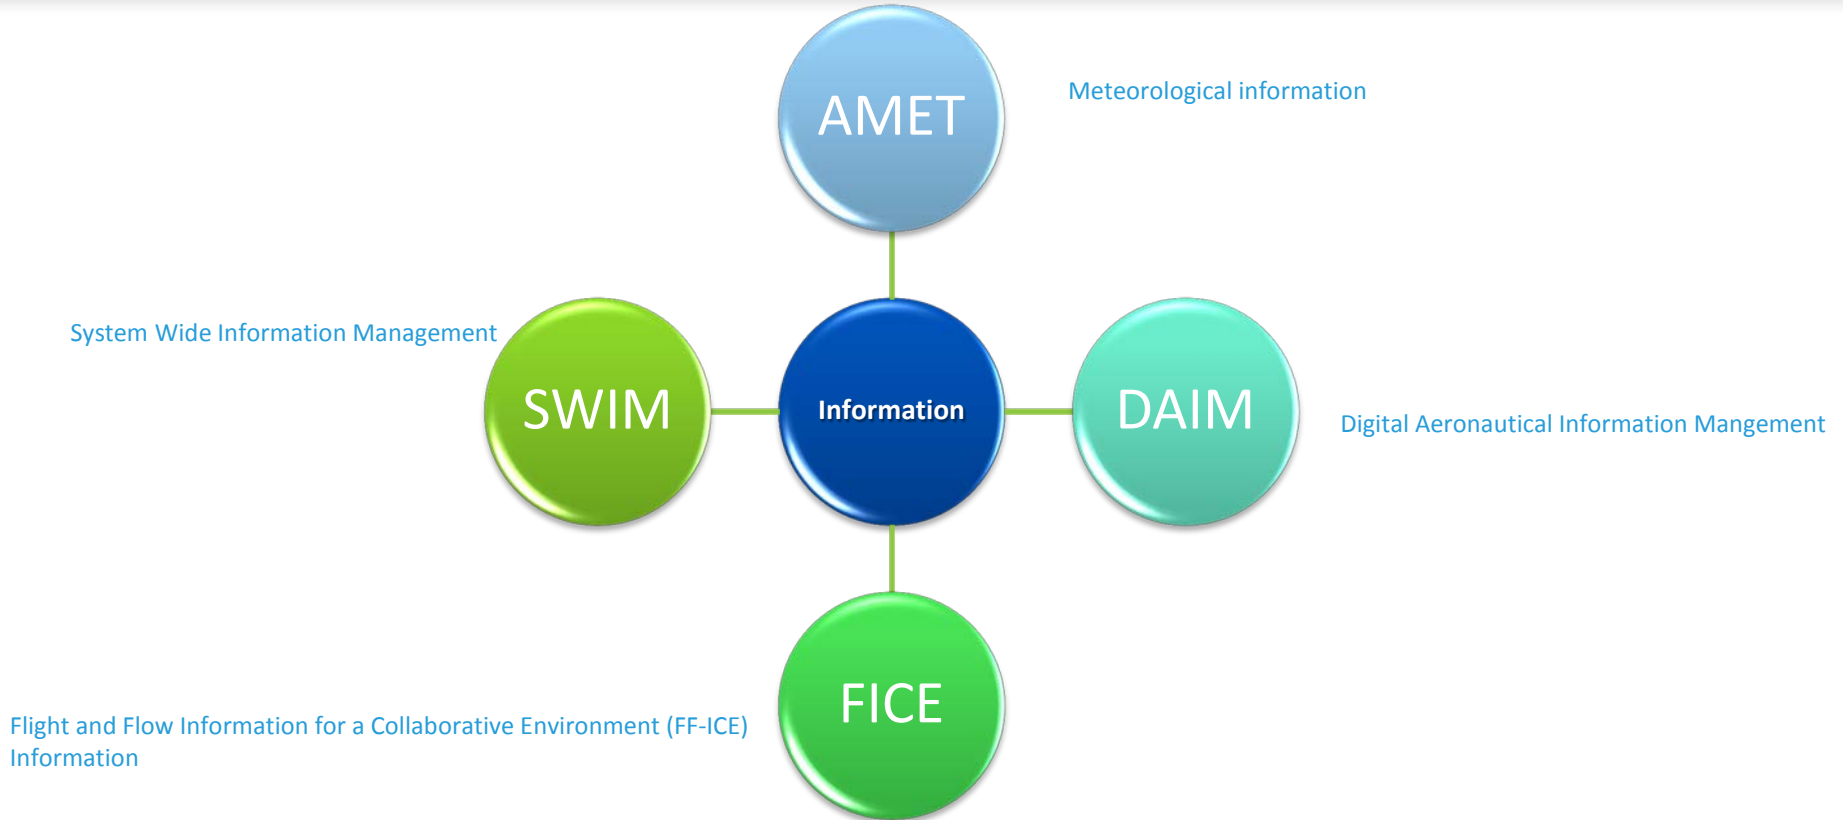 AMET
Meteorological information
System Wide Information Management
SWIM
Information
DAIM
Digital Aeronautical Information Mangement
FICE
Flight and Flow Information for a Collaborative Environment (FF-ICE)
Information